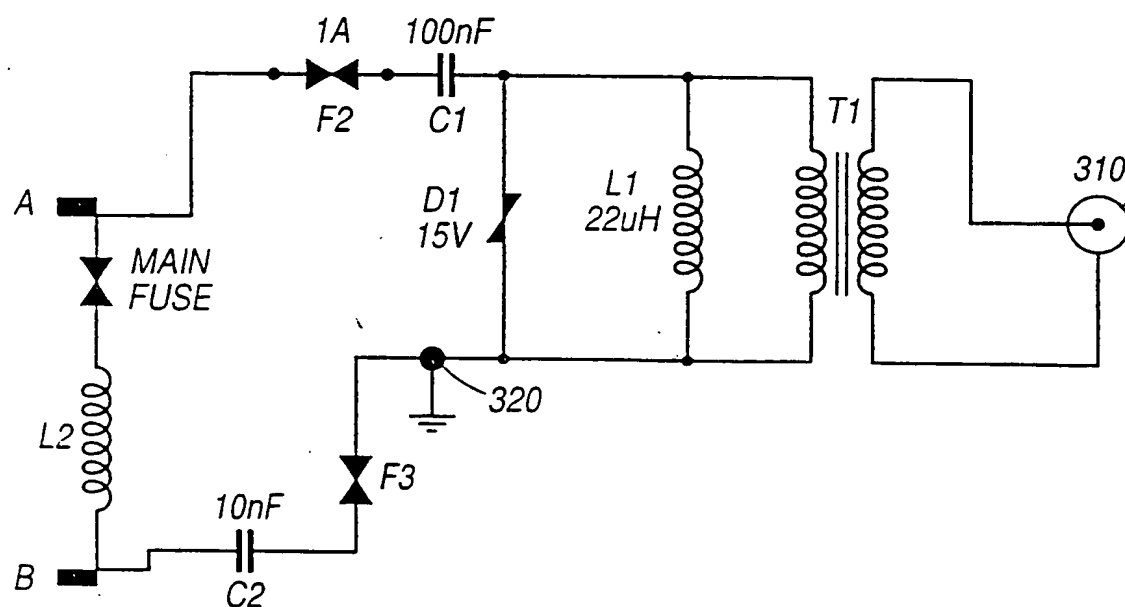 1A
100nF
F2
C1
T1
310
A
D1
15V
L1
22uH
MAIN
FUSE
320
L2
F3
10nF
B
C2